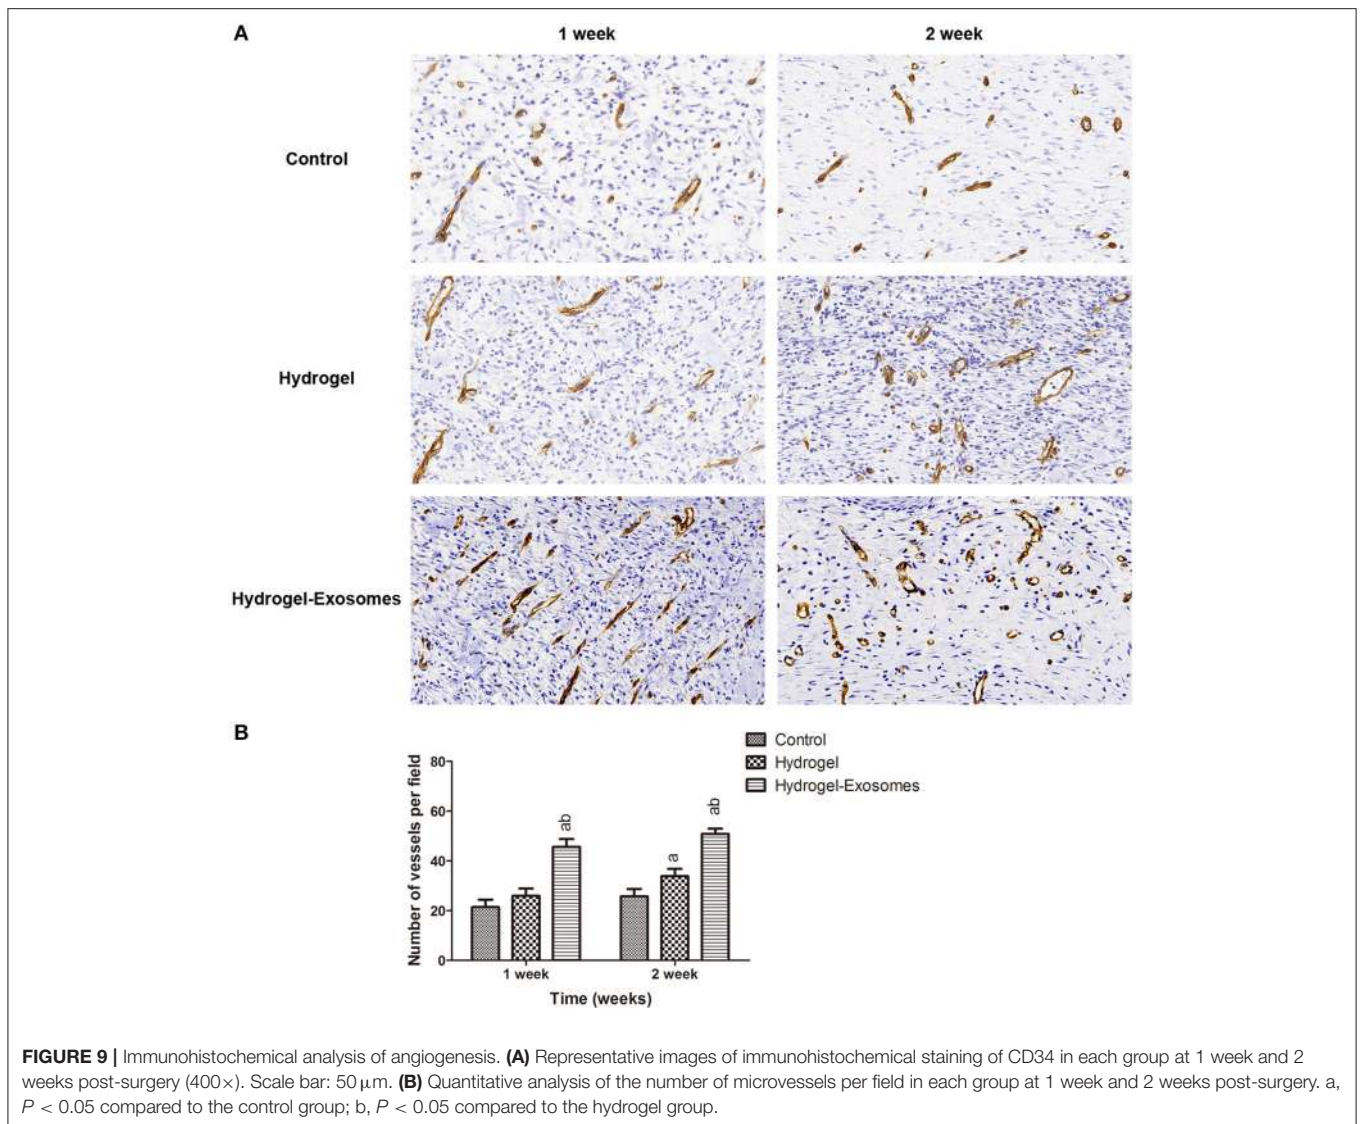 A
1 week
2 week
Control
Hydrogel
Hydrogel-Exosomes
B
Control
Hydrogel
Hydrogel-Exosomes
Number of vessels per field
80
60
40
20
0
ab
a
ab
1 week
2 week
Time (weeks)
FIGURE 9 | Immunohistochemical analysis of angiogenesis. (A) Representative images of immunohistochemical staining of CD34 in each group at 1 week and 2
weeks post-surgery (400×). Scale bar: 50 μm. (B) Quantitative analysis of the number of microvessels per field in each group at 1 week and 2 weeks post-surgery. a,
P < 0.05 compared to the control group; b, P < 0.05 compared to the hydrogel group.